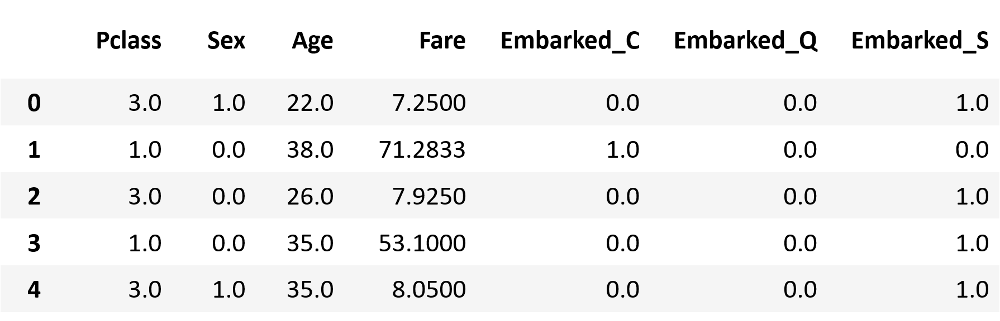 Pclass Sex Age Fare Embarked_C Embarked_Q Embarked_S
0 3.0 1.0 22.0 7.2500 0.0 0.0 1.0
1 1.0 0.0 38.0 71.2833 1.0 0.0 0.0
2 3.0 0.0 26.0 7.9250 0.0 0.0 1.0
3 1.0 0.0 35.0 53.1000 0.0 0.0 1.0
4 3.0 1.0 35.0 8.0500 0.0 0.0 1.0